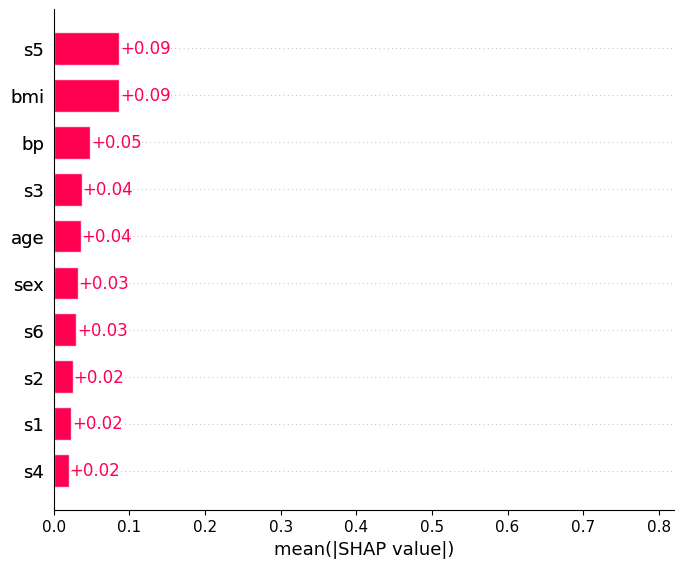 s5 +0.09
bmi +0.09
bp +0.05
s3 +0.04
age +0.04
sex +0.03
s6 +0.03
s2 +0.02
s1 +0.02
s4 +0.02
0.0 0.1 0.2 0.3 0.4 0.5 0.6 0.7 0.8
mean(|SHAP value|)